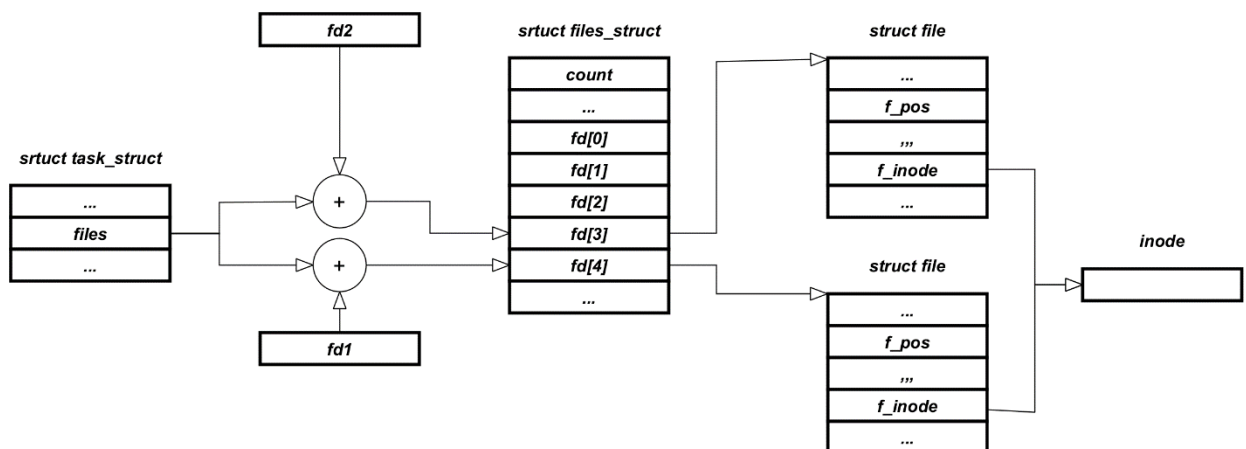 fd2
srtuct files_struct
struct file
count
...
fd[0]
fd[1]
fd[2]
fd[3]
fd[4]
...
...
f_pos
,,,
f_inode
...
srtuct task_struct
...
files
...
+
+
fd1
struct file
...
f_pos
,,,
f_inode
...
inode